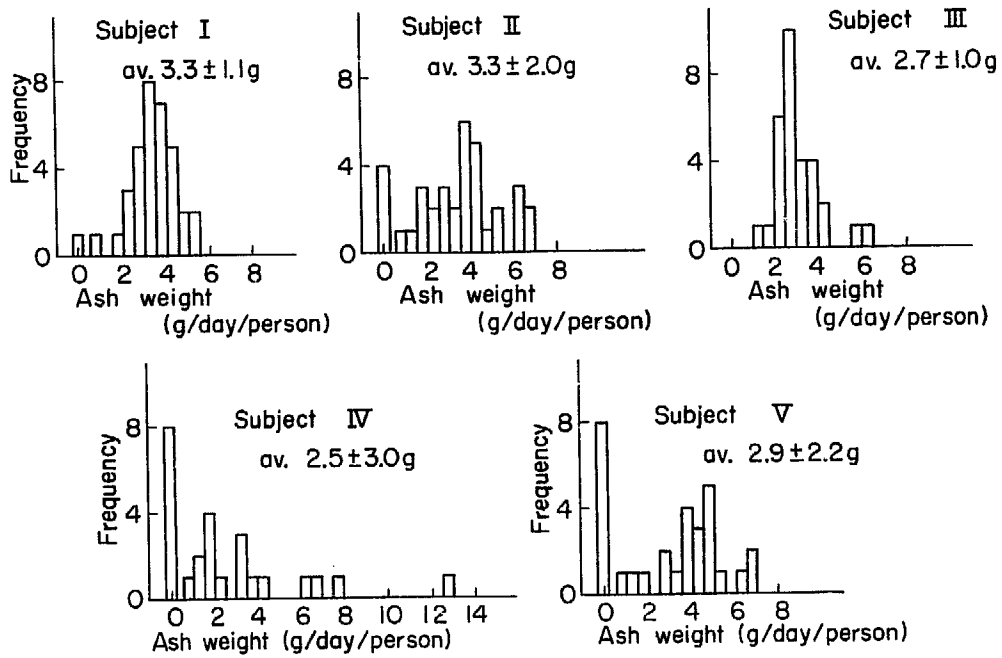 Subject I
av. 3.3±1.1g
Frequency
8
4
0
0 2 4 6 8
Ash weight
(g/day/person)
Subject II
av. 3.3±2.0g
8
4
0
0 2 4 6 8
Ash weight
(g/day/person)
Subject III
av. 2.7±1.0g
8
4
0
0 2 4 6 8
Ash weight
(g/day/person)
Subject IV
av. 2.5±3.0g
Frequency
8
4
0
0 2 4 6 8 10 12 14
Ash weight (g/day/person)
Subject V
av. 2.9±2.2g
Frequency
8
4
0
0 2 4 6 8
Ash weight (g/day/person)